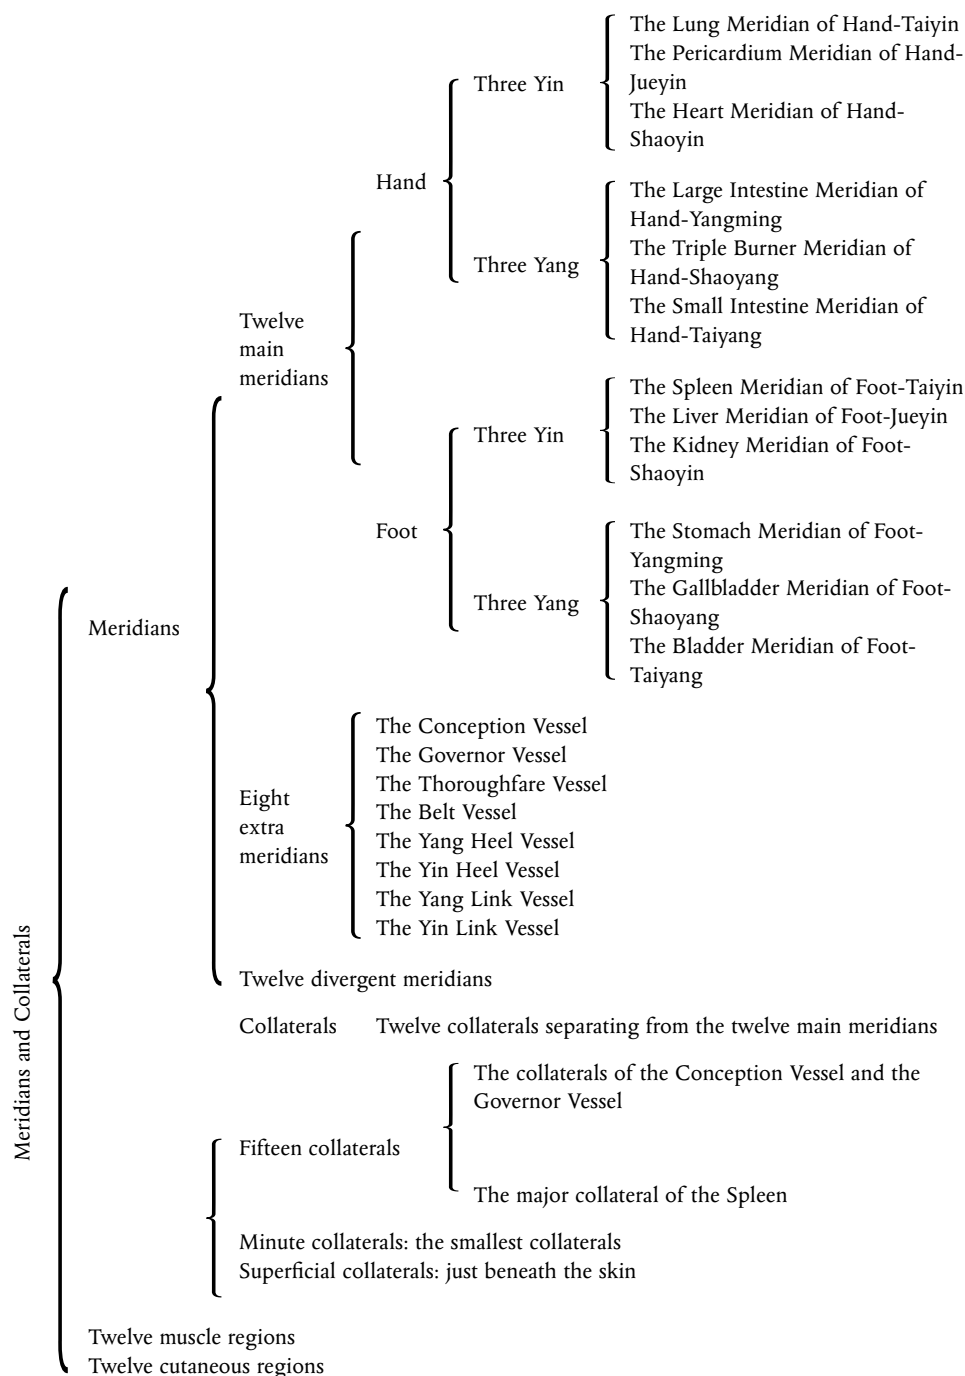 The Lung Meridian of Hand-Taiyin
The Pericardium Meridian of Hand-
Three Yin
Jueyin
The Heart Meridian of Hand-
Shaoyin
Hand
The Large Intestine Meridian of
Hand-Yangming
The Triple Burner Meridian of
Three Yang
Hand-Shaoyang
The Small Intestine Meridian of
Hand-Taiyang
Twelve
main
meridians
The Spleen Meridian of Foot-Taiyin
The Liver Meridian of Foot-Jueyin
Three Yin
The Kidney Meridian of Foot-
Shaoyin
Foot
The Stomach Meridian of Foot-
Yangming
The Gallbladder Meridian of Foot-
Three Yang
Shaoyang
The Bladder Meridian of Foot-
Taiyang
Meridians
The Conception Vessel
The Governor Vessel
The Thoroughfare Vessel
The Belt Vessel
The Yang Heel Vessel
The Yin Heel Vessel
The Yang Link Vessel
The Yin Link Vessel
Eight
extra
meridians
Twelve divergent meridians
Meridians and Collaterals
Collaterals Twelve collaterals separating from the twelve main meridians
The collaterals of the Conception Vessel and the
Governor Vessel
Fifteen collaterals
The major collateral of the Spleen
Minute collaterals: the smallest collaterals
Superficial collaterals: just beneath the skin
Twelve muscle regions
Twelve cutaneous regions